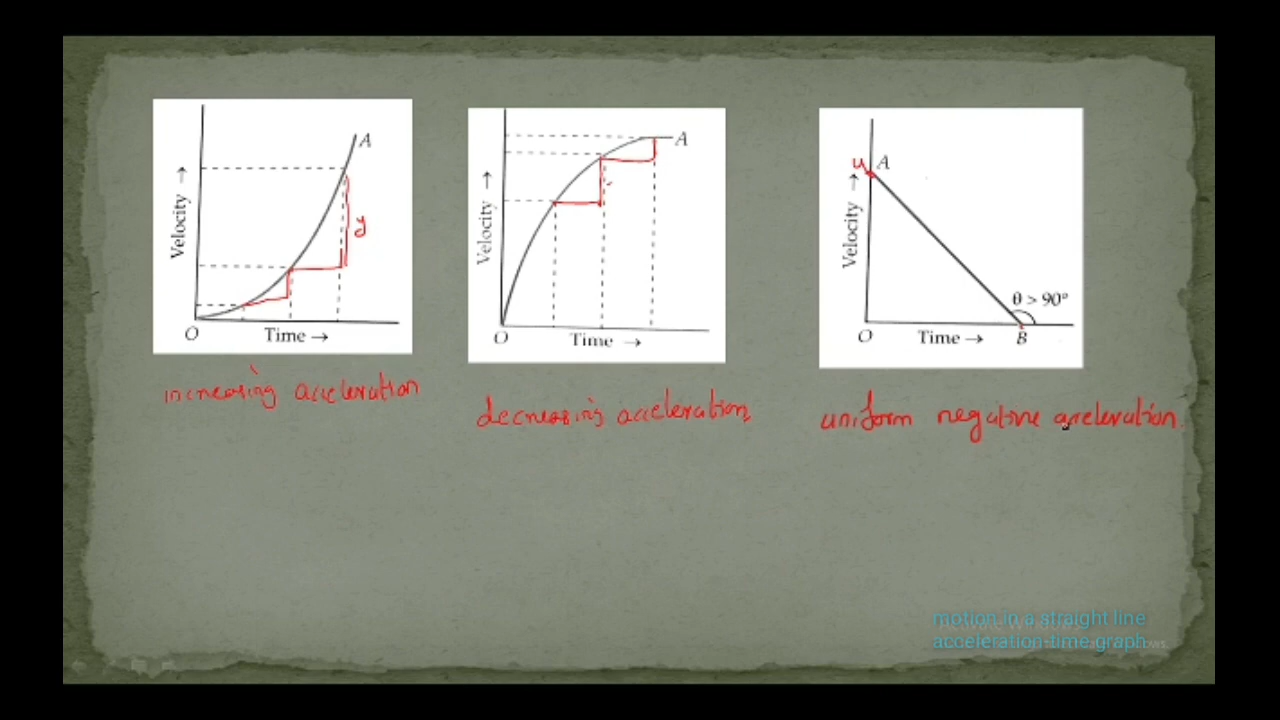 A
Velocity →
y
O
Time →
increasing acceleration
A
Velocity →
O
Time →
decreasing acceleration
u
A
Velocity →
θ > 90°
O
Time →
B
uniform negative acceleration.
motion in a straight line
acceleration-time graph